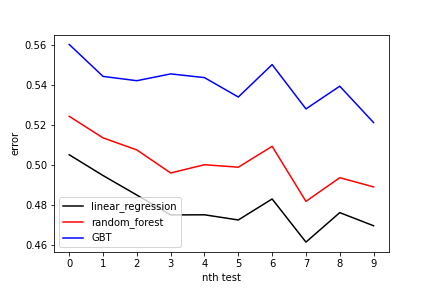 0.56
0.54
0.52
0.50
0.48
0.46
error
linear_regression
random_forest
GBT
0 1 2 3 4 5 6 7 8 9
nth test